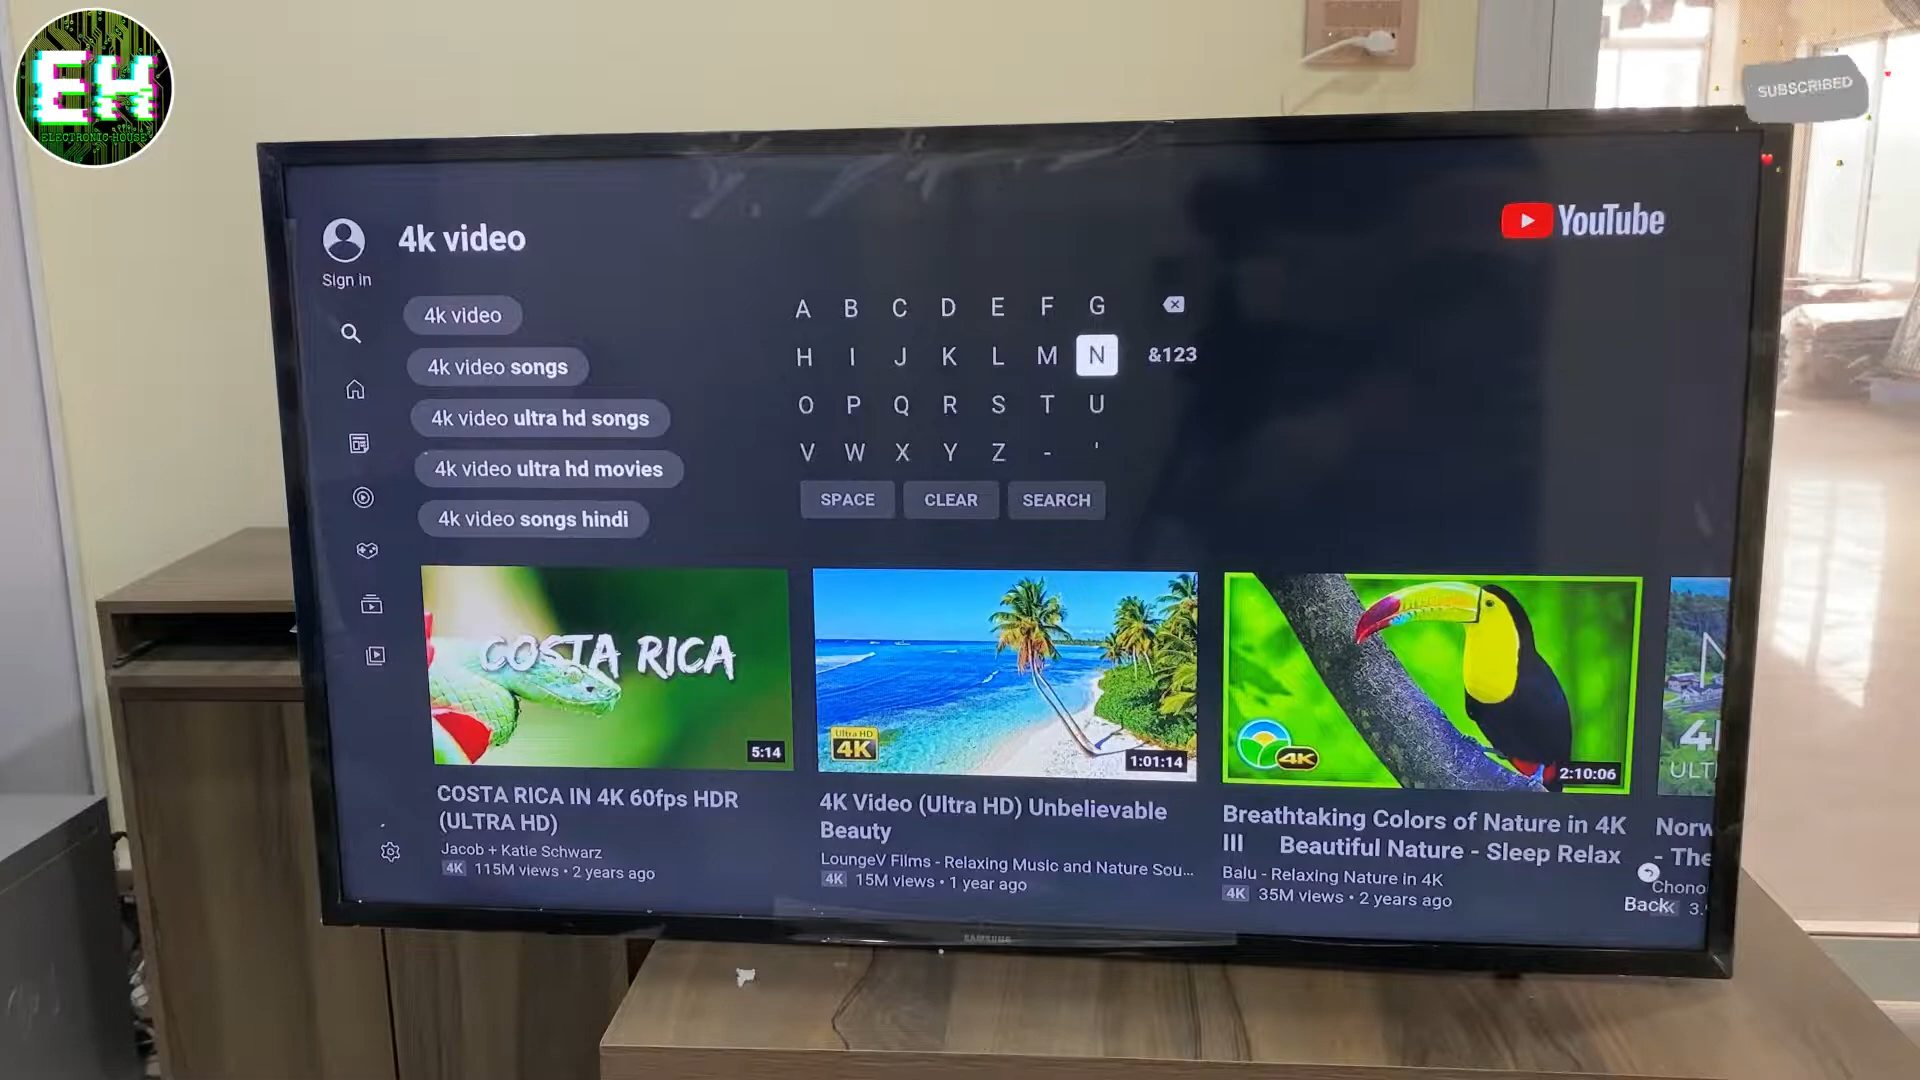 EH
ELECTRONIC HOUSE
SUBSCRIBED
YouTube
4k video
Sign in
4k video
4k video songs
4k video ultra hd songs
4k video ultra hd movies
4k video songs hindi
A B C D E F G
H I J K L M N &123
O P Q R S T U
V W X Y Z - '
SPACE CLEAR SEARCH
COSTA RICA
5:14
Ultra HD
4K
1:01:14
4K
2:10:06
COSTA RICA IN 4K 60fps HDR
(ULTRA HD)
Jacob + Katie Schwarz
4K 115M views • 2 years ago
4K Video (Ultra HD) Unbelievable
Beauty
LoungeV Films - Relaxing Music and Nature Sou...
4K 15M views • 1 year ago
Breathtaking Colors of Nature in 4K
III Beautiful Nature - Sleep Relax
Balu - Relaxing Nature in 4K
4K 35M views • 2 years ago
Norw
- The
Chono
Back
3.
SAMSUNG